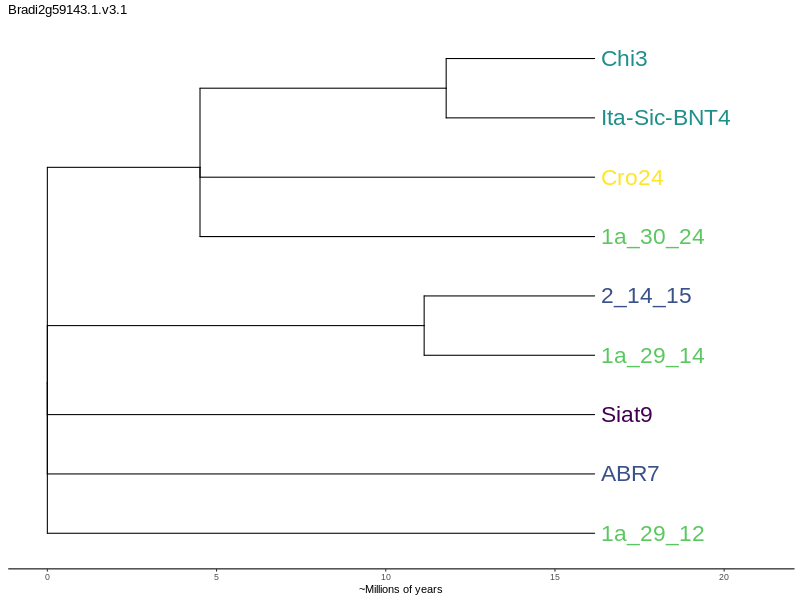 Bradi2g59143.1.v3.1
Chi3
Ita-Sic-BNT4
Cro24
1a_30_24
2_14_15
1a_29_14
Siat9
ABR7
1a_29_12
0 5 10 15 20
~Millions of years